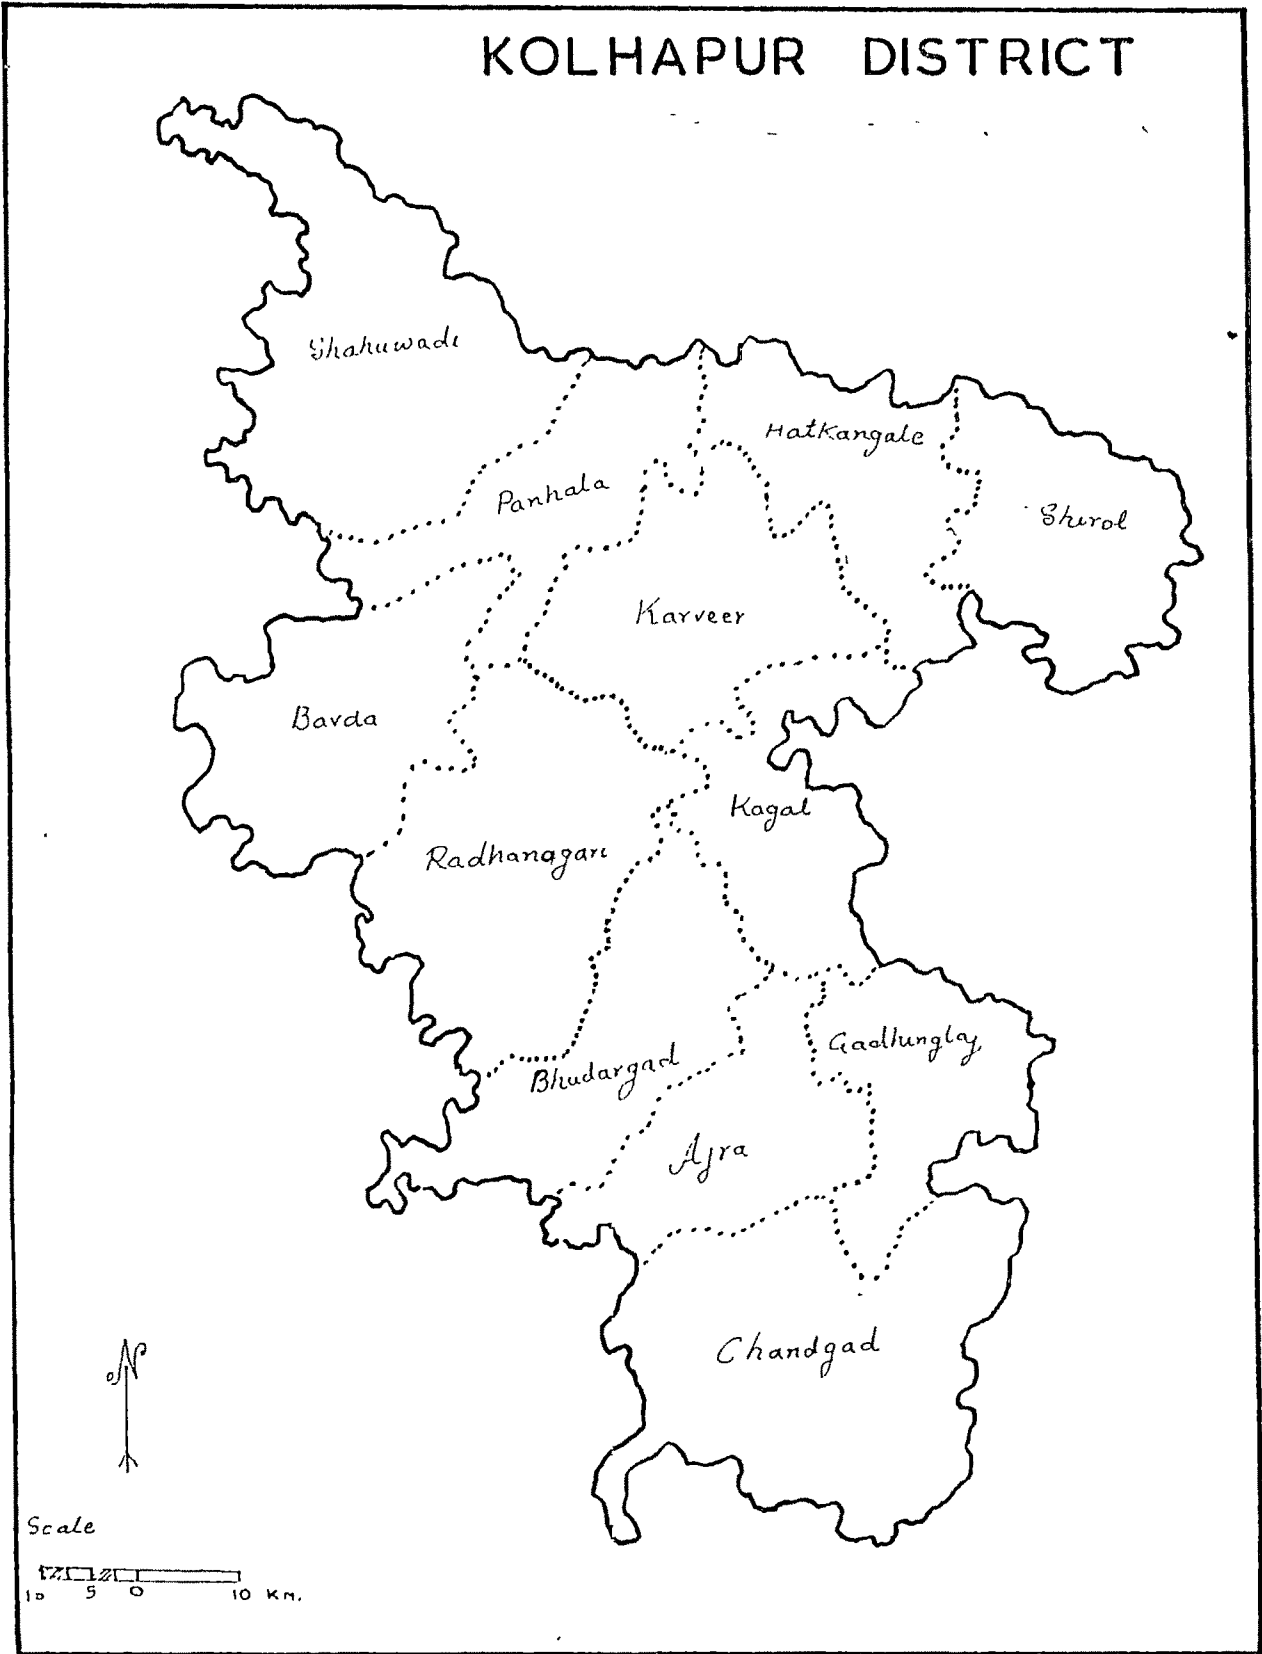 KOLHAPUR DISTRICT
Shahuwadi
Hatkangale
Panhala
Shirol
Karveer
Bavda
Kagal
Radhanagari
Gadhinglaj
Bhudargad
Ajra
Chandgad
N
Scale
10 5 0 10 KM.